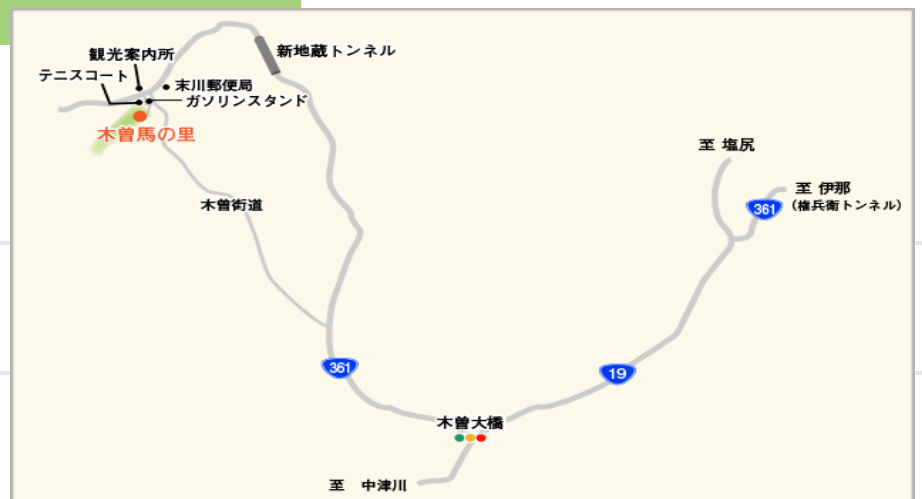 新地蔵トンネル
観光案内所
テニスコート
末川郵便局
ガソリンスタンド
木曽馬の里
至 塩尻
至 伊那
(権兵衛トンネル)
361
木曽街道
361
19
木曽大橋
至 中津川